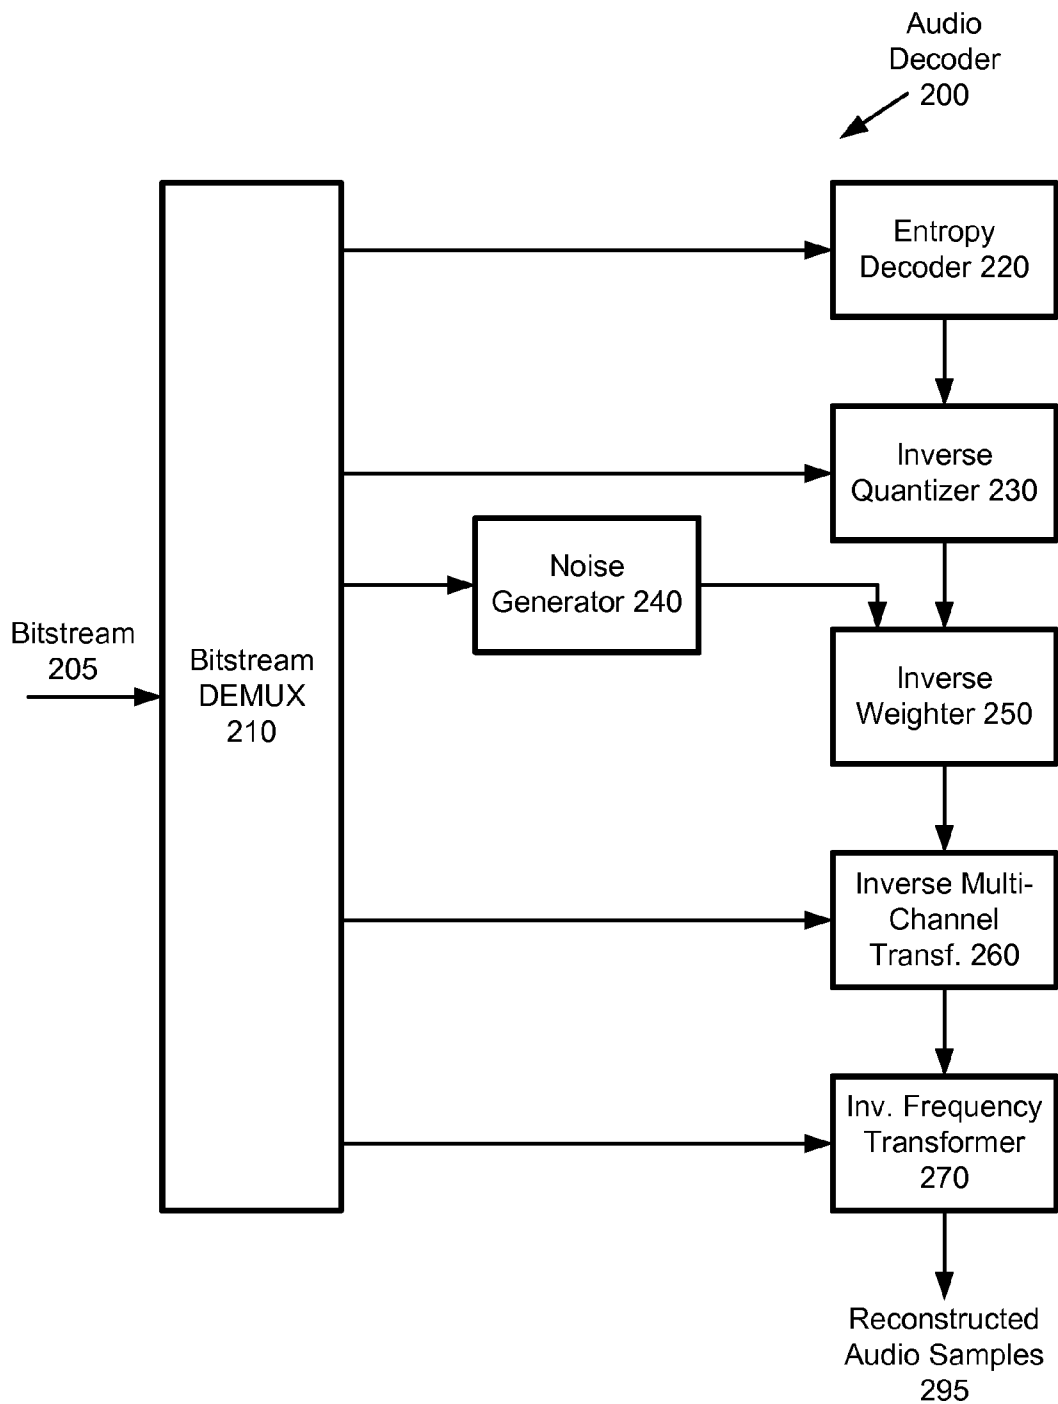 Audio
Decoder
200
Entropy
Decoder 220
Inverse
Quantizer 230
Noise
Generator 240
Bitstream
205
Bitstream
DEMUX
210
Inverse
Weighter 250
Inverse Multi-
Channel
Transf. 260
Inv. Frequency
Transformer
270
Reconstructed
Audio Samples
295